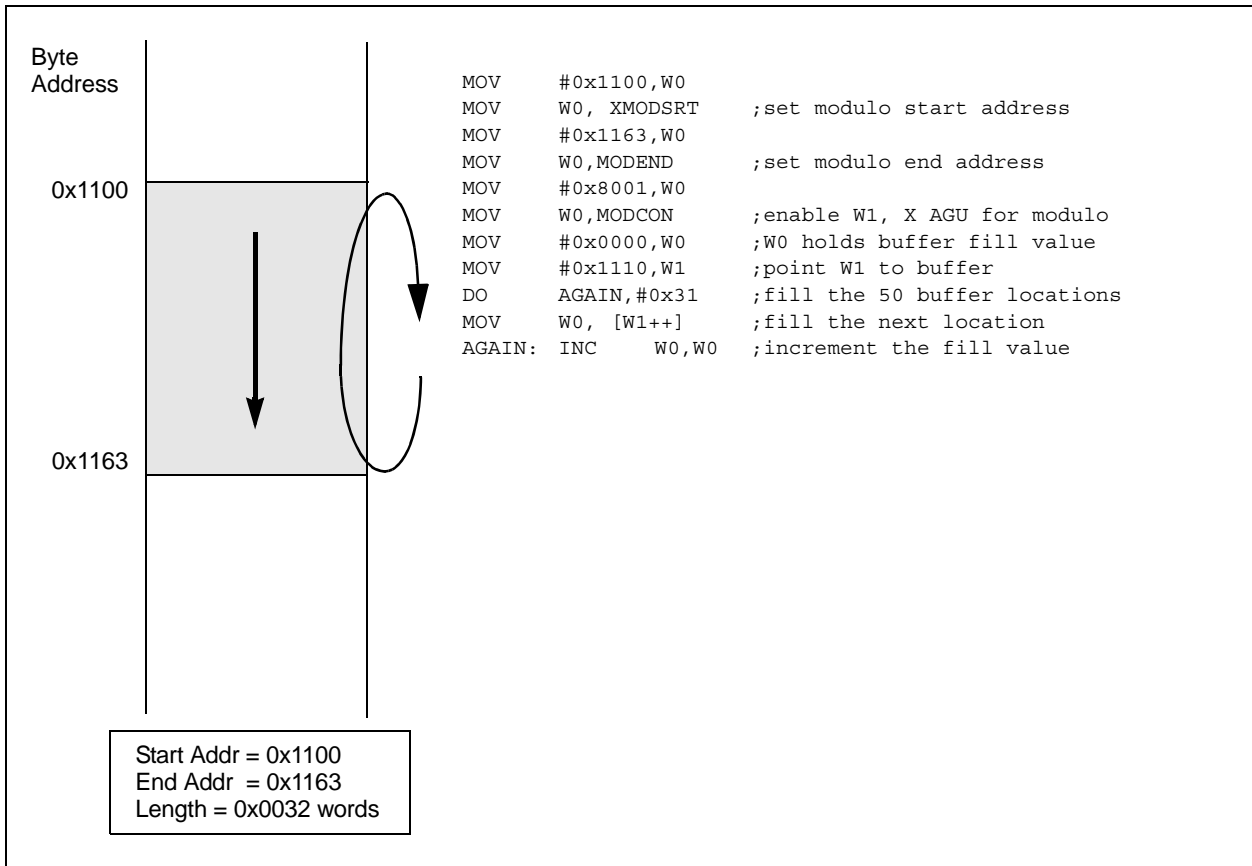 Byte
Address
MOV #0x1100,W0
MOV W0, XMODSRT ;set modulo start address
MOV #0x1163,W0
MOV W0,MODEND ;set modulo end address
MOV #0x8001,W0
MOV W0,MODCON ;enable W1, X AGU for modulo
MOV #0x0000,W0 ;W0 holds buffer fill value
MOV #0x1110,W1 ;point W1 to buffer
DO AGAIN,#0x31 ;fill the 50 buffer locations
MOV W0, [W1++] ;fill the next location
AGAIN: INC W0,W0 ;increment the fill value
0x1100
0x1163
Start Addr = 0x1100
End Addr = 0x1163
Length = 0x0032 words